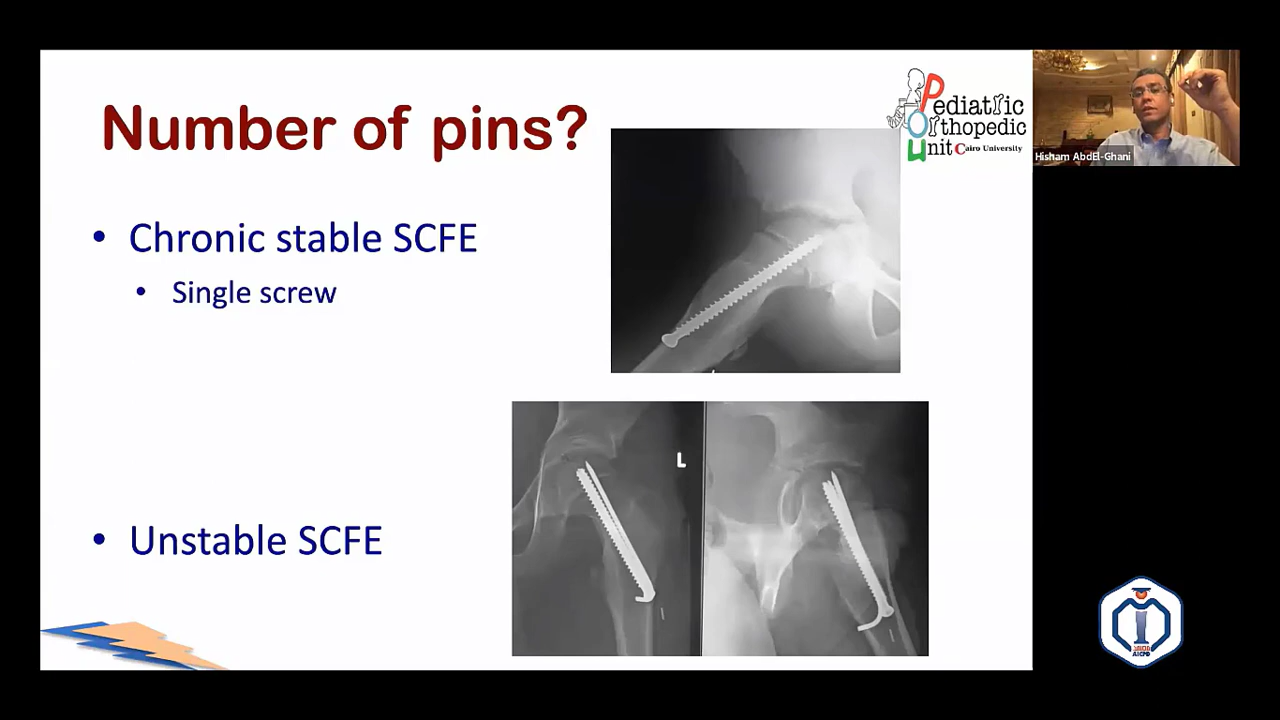 Number of pins?
• Chronic stable SCFE
• Single screw
• Unstable SCFE
Pediatric
Orthopedic
Unit Cairo University
Hisham AbdEl-Ghani
L